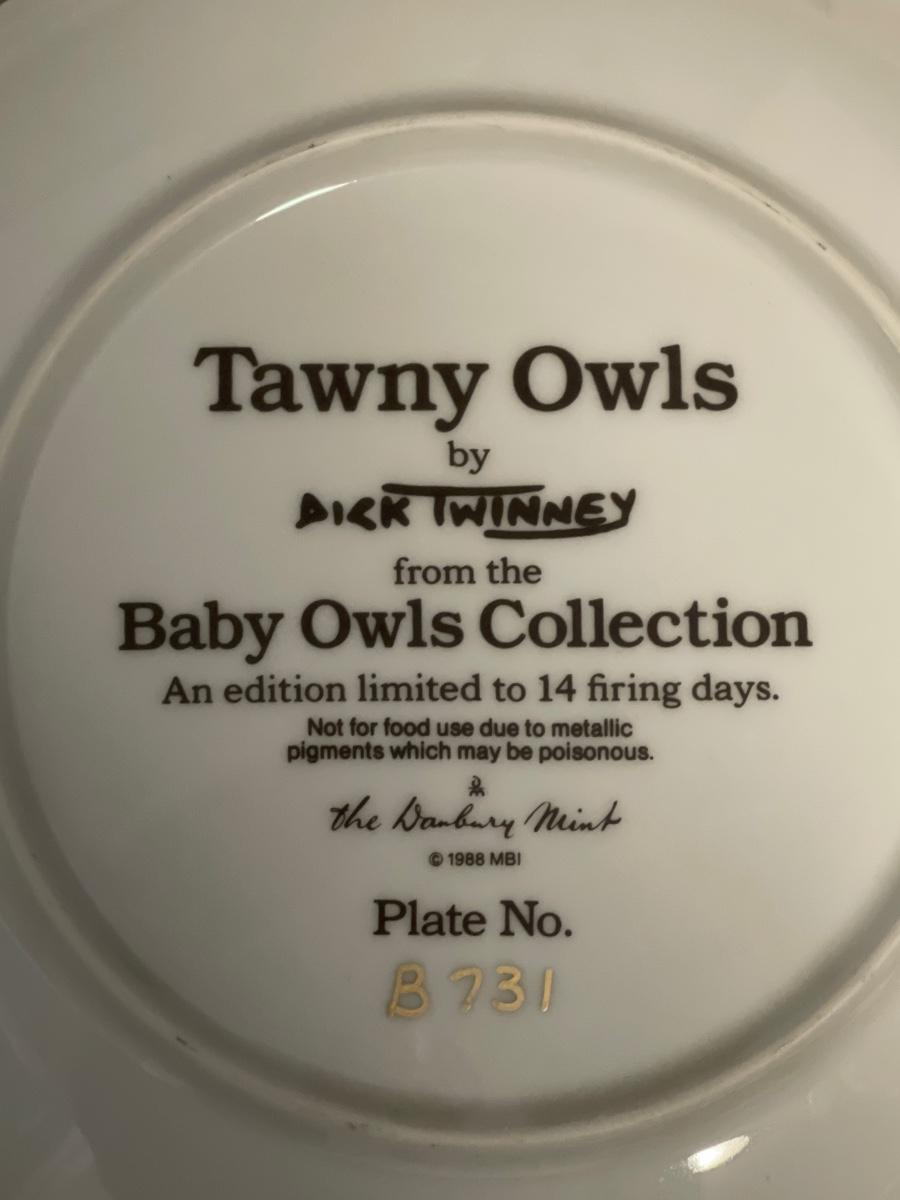 Tawny Owls
by
DICK TWINNEY
from the
Baby Owls Collection
An edition limited to 14 firing days.
Not for food use due to metallic
pigments which may be poisonous.
the Danbury Mint
© 1988 MBI
Plate No.
B 731